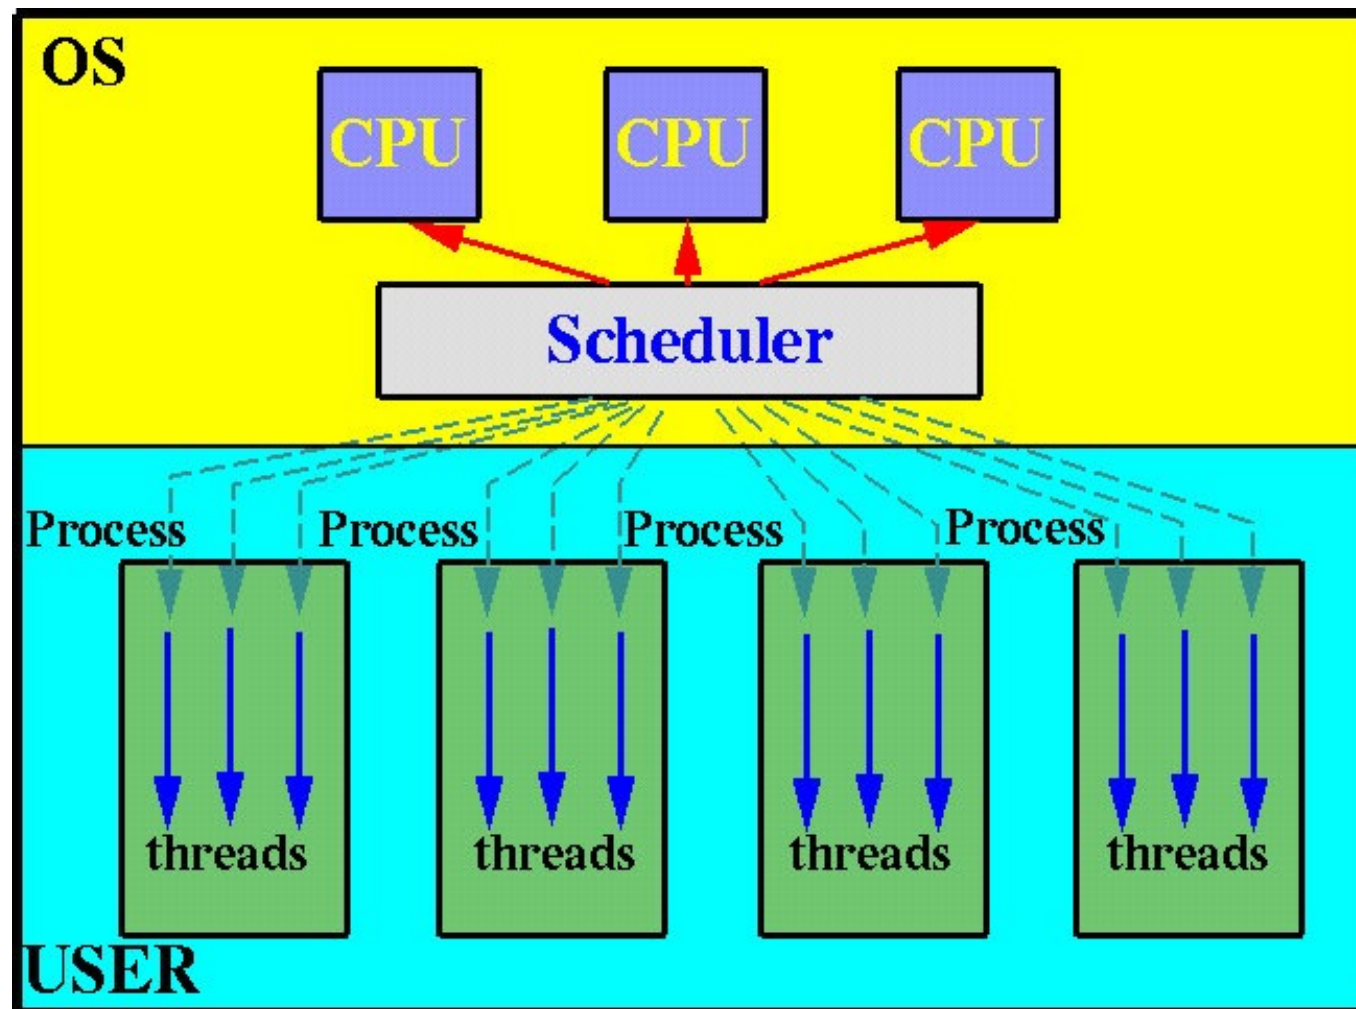 OS
CPU CPU CPU
Scheduler
Process Process Process Process
threads threads threads threads
USER